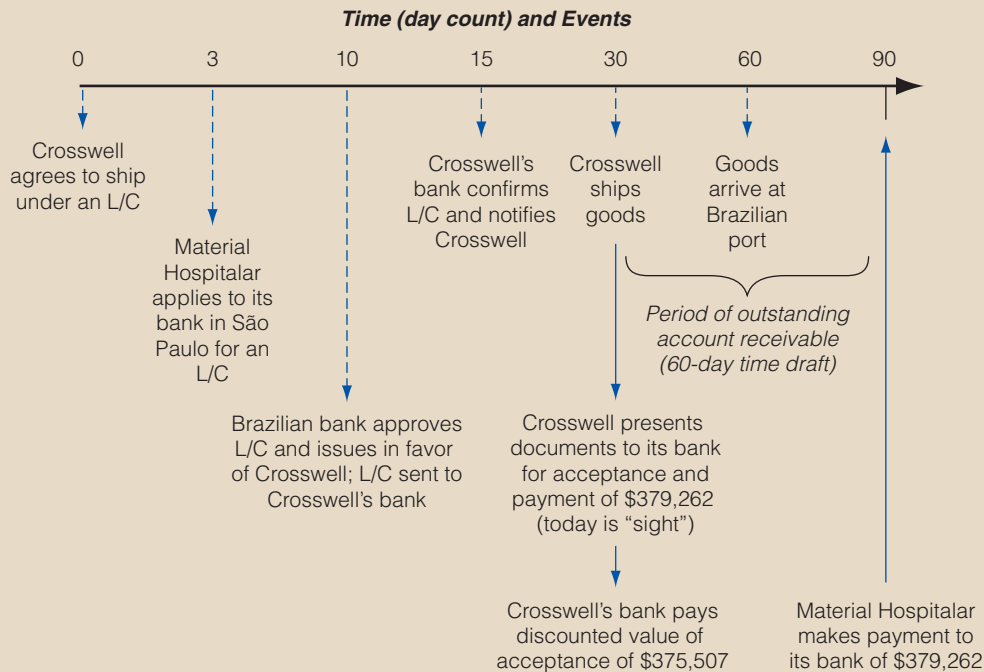 Time (day count) and Events
0 3 10 15 30 60 90
Crosswell
agrees to ship
under an L/C
Material
Hospitalar
applies to its
bank in São
Paulo for an
L/C
Brazilian bank approves
L/C and issues in favor
of Crosswell; L/C sent to
Crosswell's bank
Crosswell's
bank confirms
L/C and notifies
Crosswell
Crosswell
ships
goods
Goods
arrive at
Brazilian
port
Period of outstanding
account receivable
(60-day time draft)
Crosswell presents
documents to its bank
for acceptance and
payment of $379,262
(today is “sight”)
Crosswell's bank pays
discounted value of
acceptance of $375,507
Material Hospitalar
makes payment to
its bank of $379,262